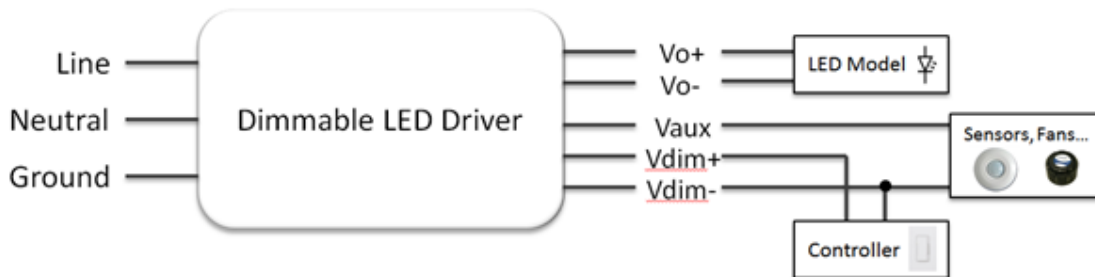 Line
Neutral
Ground
Dimmable LED Driver
Vo+
Vo-
Vaux
Vdim+
Vdim-
LED Model
Sensors, Fans...
Controller